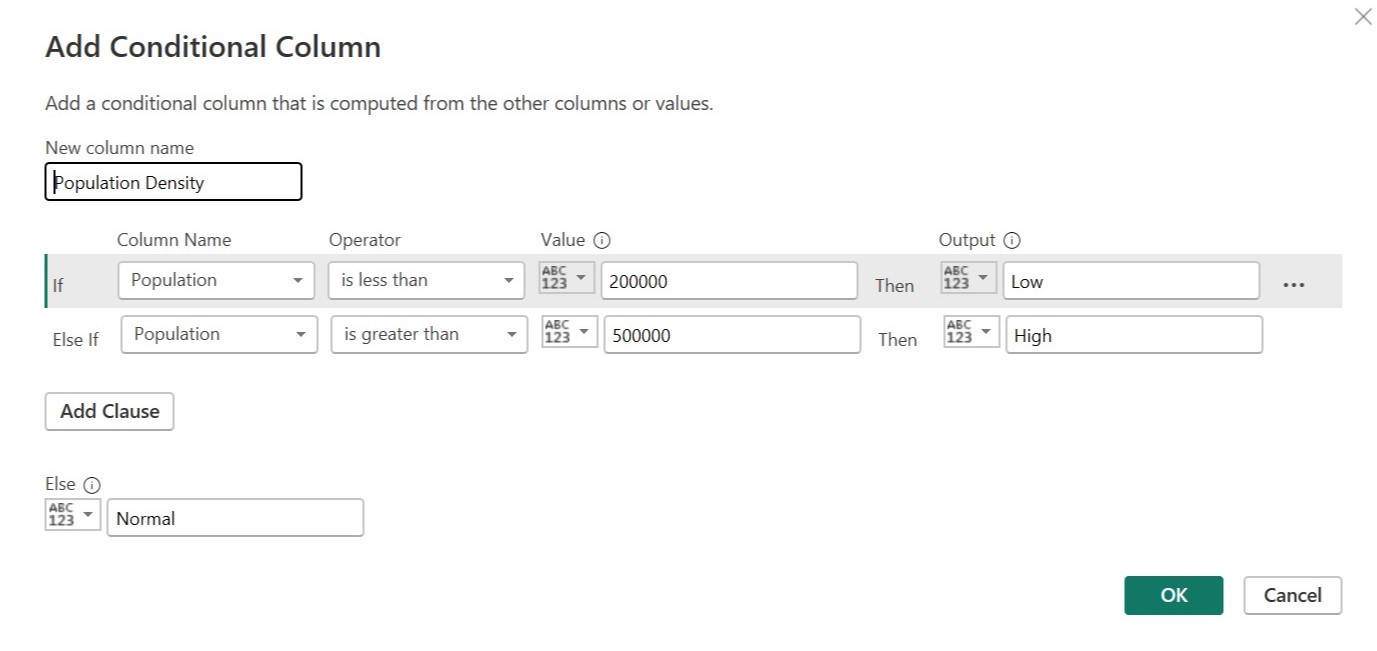 Add Conditional Column
Add a conditional column that is computed from the other columns or values.
New column name
Population Density
Column Name Operator Value Output
If Population is less than ABC 123 200000 Then ABC 123 Low ...
Else If Population is greater than ABC 123 500000 Then ABC 123 High
Add Clause
Else
ABC 123 Normal
OK Cancel